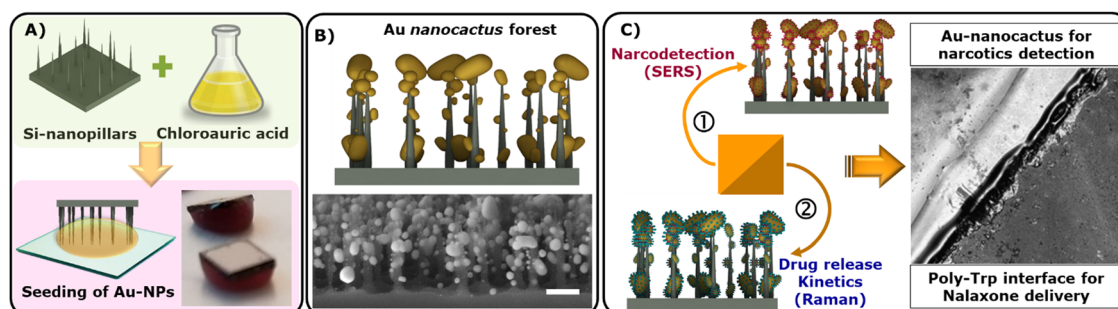 A)
Si-nanopillars
Chloroauric acid
Seeding of Au-NPs
B)
Au nanocactus forest
C)
Narcodetection
(SERS)
①
②
Drug release
Kinetics
(Raman)
Au-nanocactus for
narcotics detection
Poly-Trp interface for
Nalaxone delivery